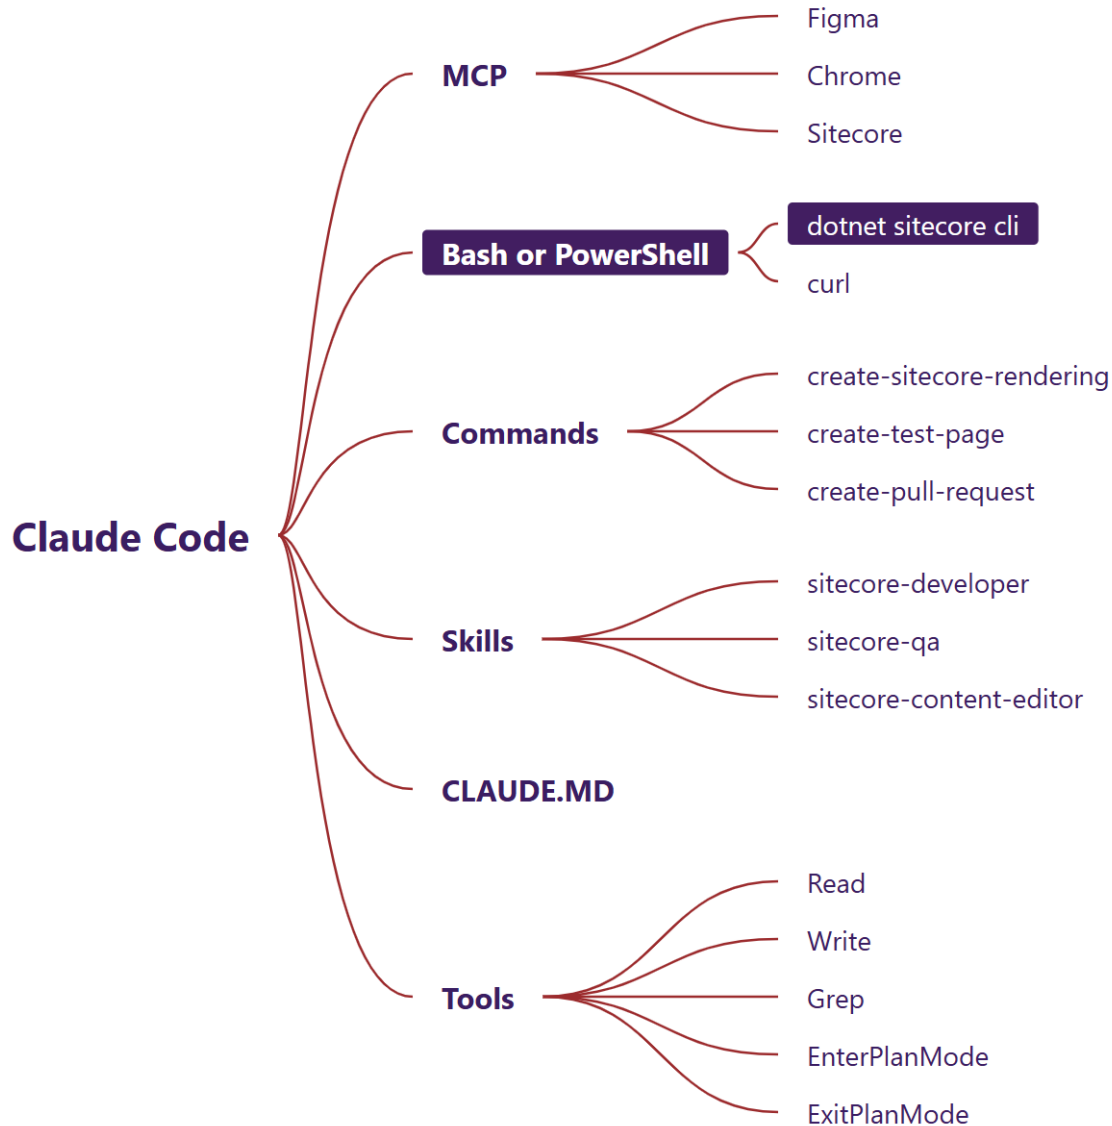 Claude Code
MCP
Figma
Chrome
Sitecore
Bash or PowerShell
dotnet sitecore cli
curl
Commands
create-sitecore-rendering
create-test-page
create-pull-request
Skills
sitecore-developer
sitecore-qa
sitecore-content-editor
CLAUDE.MD
Tools
Read
Write
Grep
EnterPlanMode
ExitPlanMode